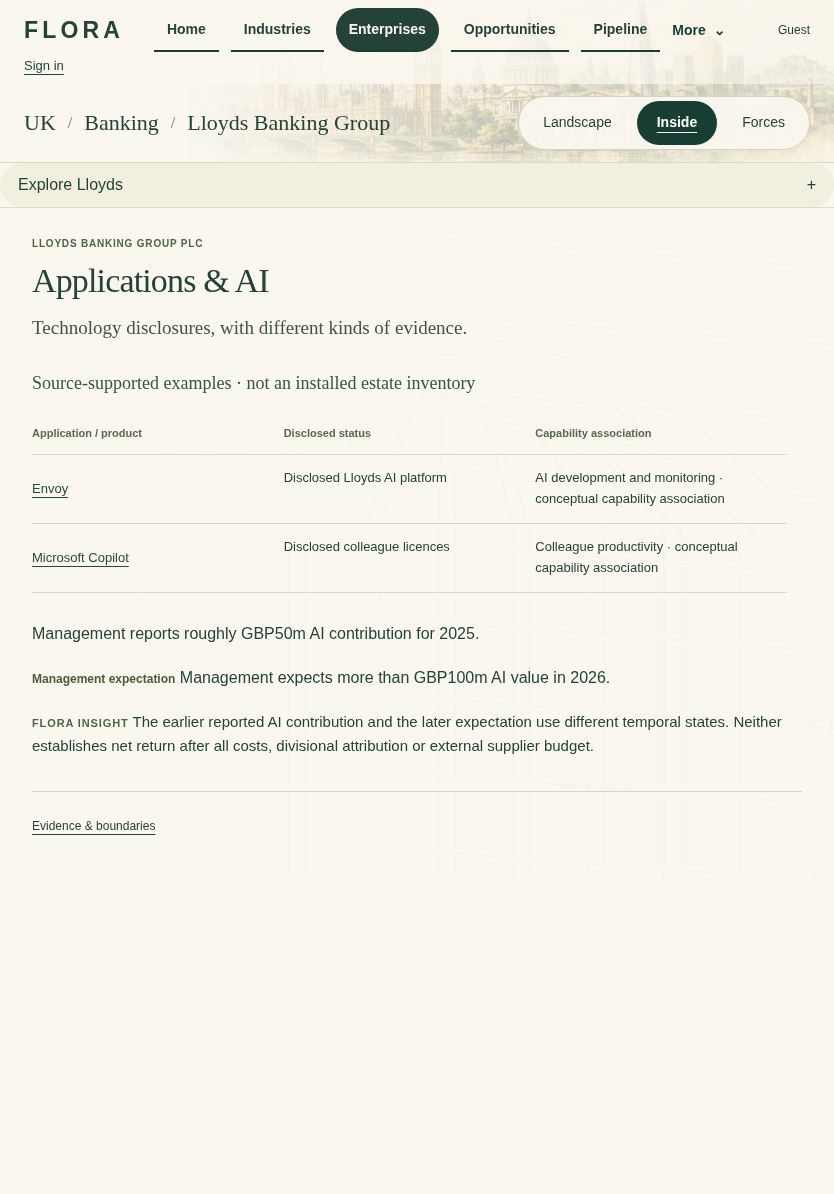 FLORA
Home
Industries
Enterprises
Opportunities
Pipeline
More
Guest
Sign in
UK / Banking / Lloyds Banking Group
Landscape
Inside
Forces
Explore Lloyds
+
LLOYDS BANKING GROUP PLC
Applications & AI
Technology disclosures, with different kinds of evidence.
Source-supported examples · not an installed estate inventory
Application / product
Disclosed status
Capability association
Envoy
Disclosed Lloyds AI platform
AI development and monitoring ·
conceptual capability association
Microsoft Copilot
Disclosed colleague licences
Colleague productivity · conceptual
capability association
Management reports roughly GBP50m AI contribution for 2025.
Management expectation Management expects more than GBP100m AI value in 2026.
FLORA INSIGHT The earlier reported AI contribution and the later expectation use different temporal states. Neither
establishes net return after all costs, divisional attribution or external supplier budget.
Evidence & boundaries